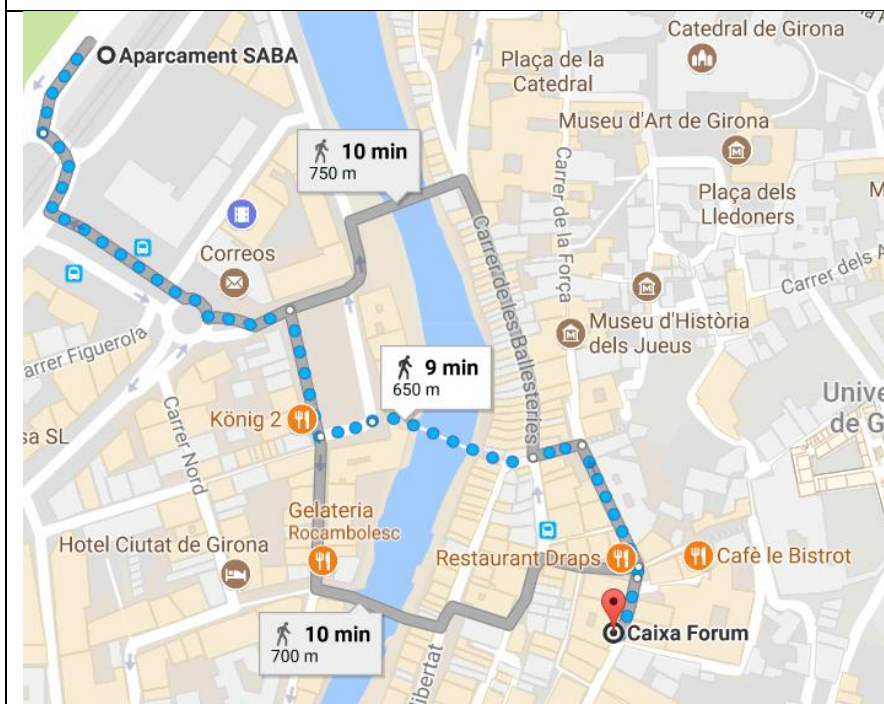 Catedral de Girona
Aparcament SABA
Plaça de la
Catedral
10 min
750 m
Museu d'Art de Girona
Plaça dels
Lledoners
Correos
Carrer de la Força
Carrer de les Ballesteries
Carrer dels A
Museu d'Història
dels Jueus
arrer Figuerola
9 min
650 m
Unive
de G
König 2
sa SL
Carrer Nord
Gelateria
Rocambolesc
Hotel Ciutat de Girona
Restaurant Draps
Cafè le Bistrot
10 min
700 m
Caixa Forum
libertat